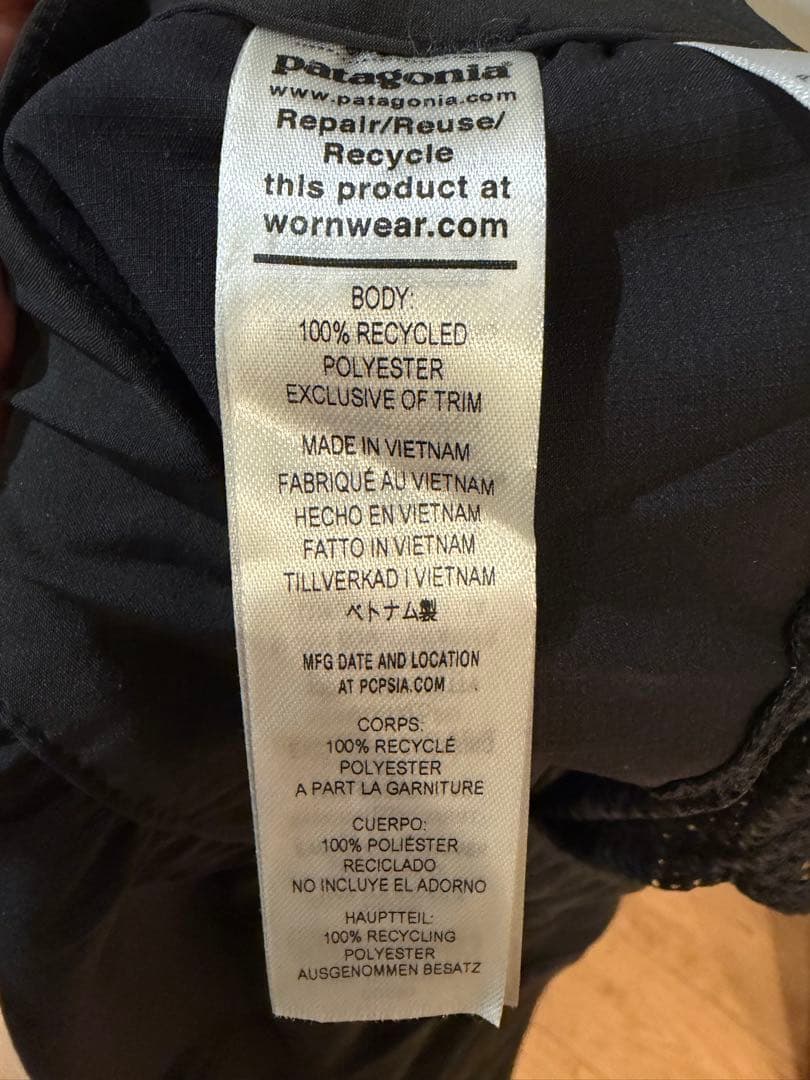 patagonia
www.patagonia.com
Repair/Reuse/
Recycle
this product at
wornwear.com
BODY:
100% RECYCLED
POLYESTER
EXCLUSIVE OF TRIM
MADE IN VIETNAM
FABRIQUÉ AU VIETNAM
HECHO EN VIETNAM
FATTO IN VIETNAM
TILLVERKAD I VIETNAM
ベトナム製
MFG DATE AND LOCATION
AT PCPSIA.COM
CORPS:
100% RECYCLÉ
POLYESTER
A PART LA GARNITURE
CUERPO:
100% POLIÉSTER
RECICLADO
NO INCLUYE EL ADORNO
HAUPTTEIL:
100% RECYCLING
POLYESTER
AUSGENOMMEN BESATZ